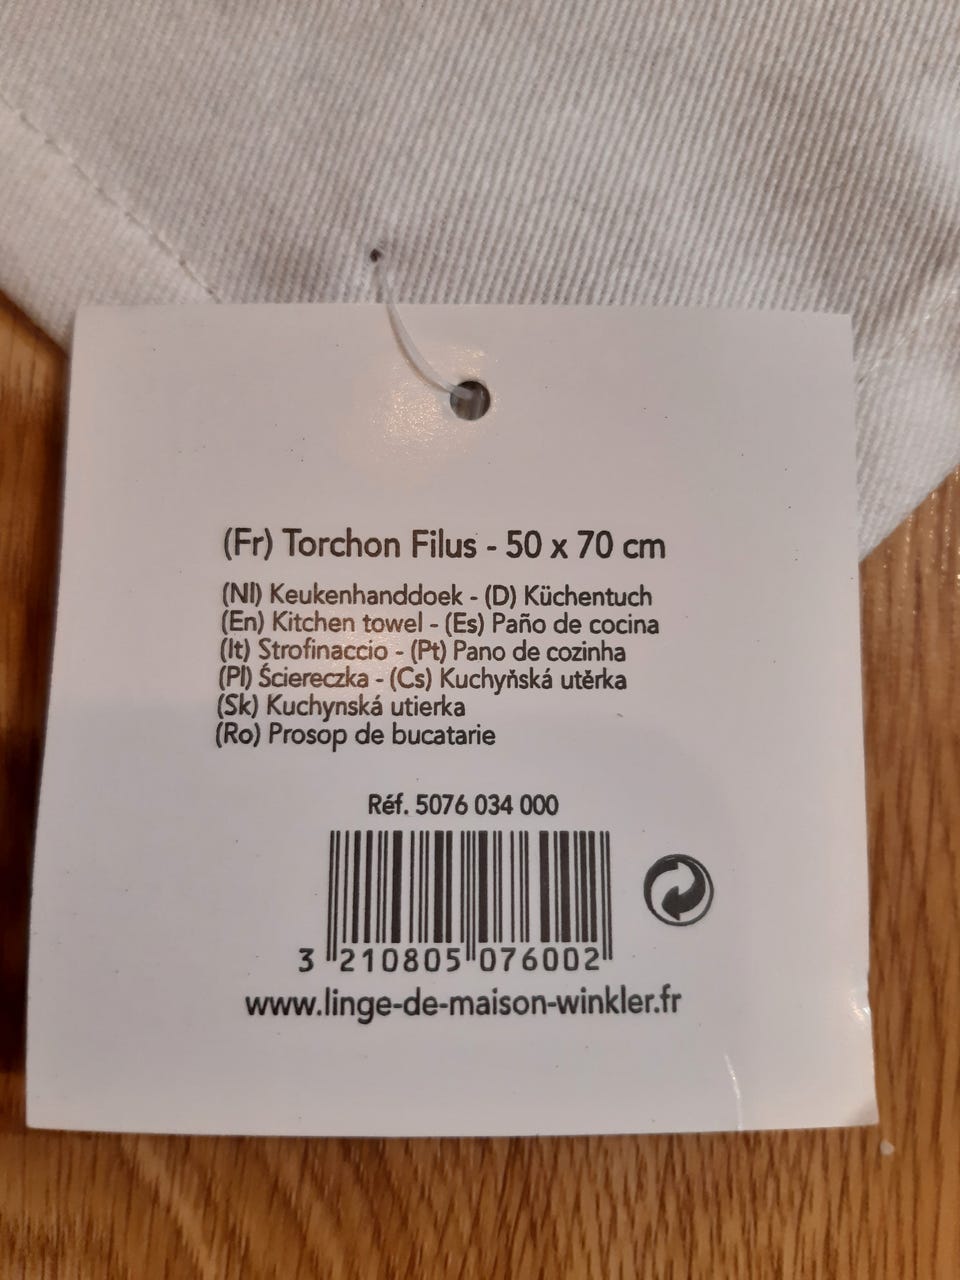 (Fr) Torchon Filus - 50 x 70 cm
(Nl) Keukenhanddoek - (D) Küchentuch
(En) Kitchen towel - (Es) Paño de cocina
(It) Strofinaccio - (Pt) Pano de cozinha
(Pl) Ściereczka - (Cs) Kuchyňská utěrka
(Sk) Kuchynská utierka
(Ro) Prosop de bucatarie
Réf. 5076 034 000
3 210805 076002
www.linge-de-maison-winkler.fr